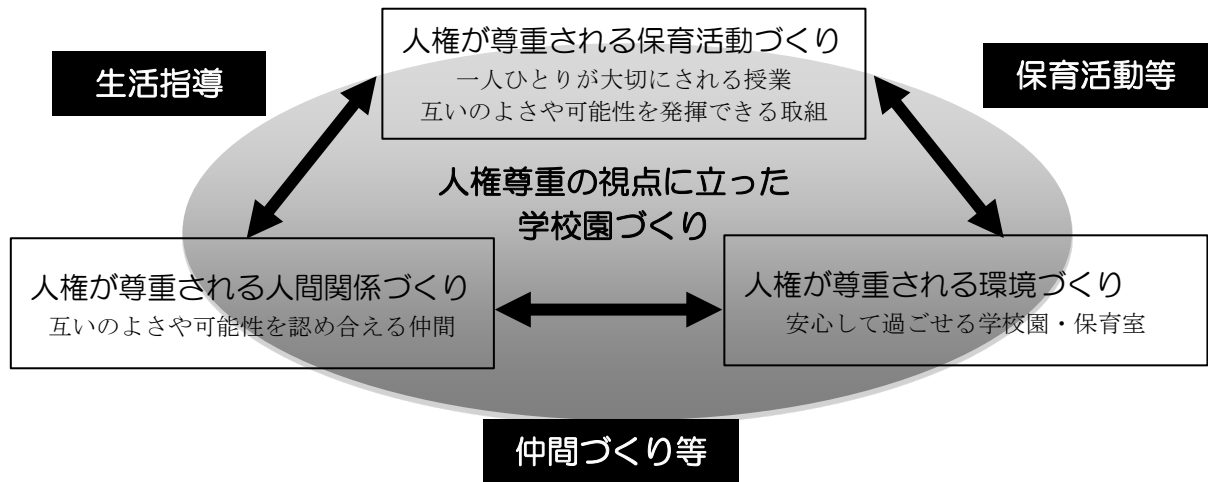 人権が尊重される保育活動づくり
一人ひとりが大切にされる授業
互いのよさや可能性を発揮できる取組
生活指導
保育活動等
人権尊重の視点に立った
学校園づくり
人権が尊重される人間関係づくり
互いのよさや可能性を認め合える仲間
人権が尊重される環境づくり
安心して過ごせる学校園・保育室
仲間づくり等